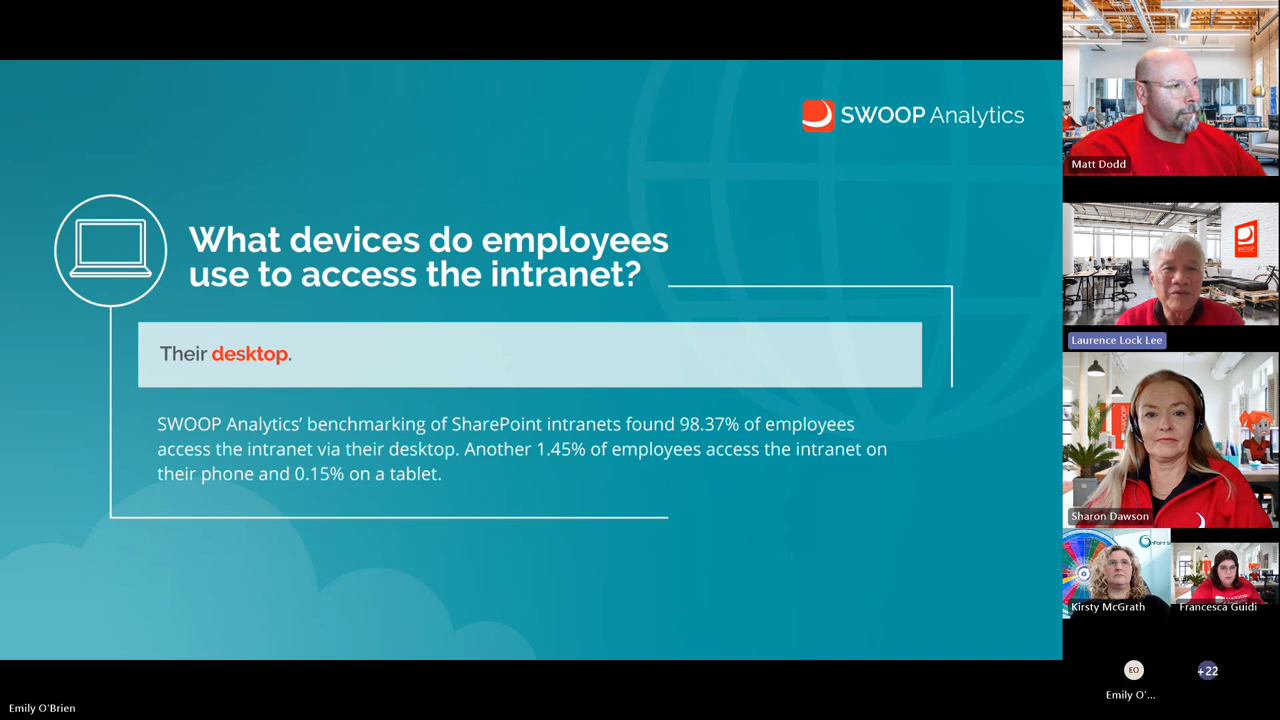 SWOOP Analytics
What devices do employees
use to access the intranet?
Their desktop.
SWOOP Analytics’ benchmarking of SharePoint intranets found 98.37% of employees
access the intranet via their desktop. Another 1.45% of employees access the intranet on
their phone and 0.15% on a tablet.
Emily O'Brien
Matt Dodd
Laurence Lock Lee
Sharon Dawson
Kirsty McGrath
Francesca Guidi
EO
+22
Emily O'...